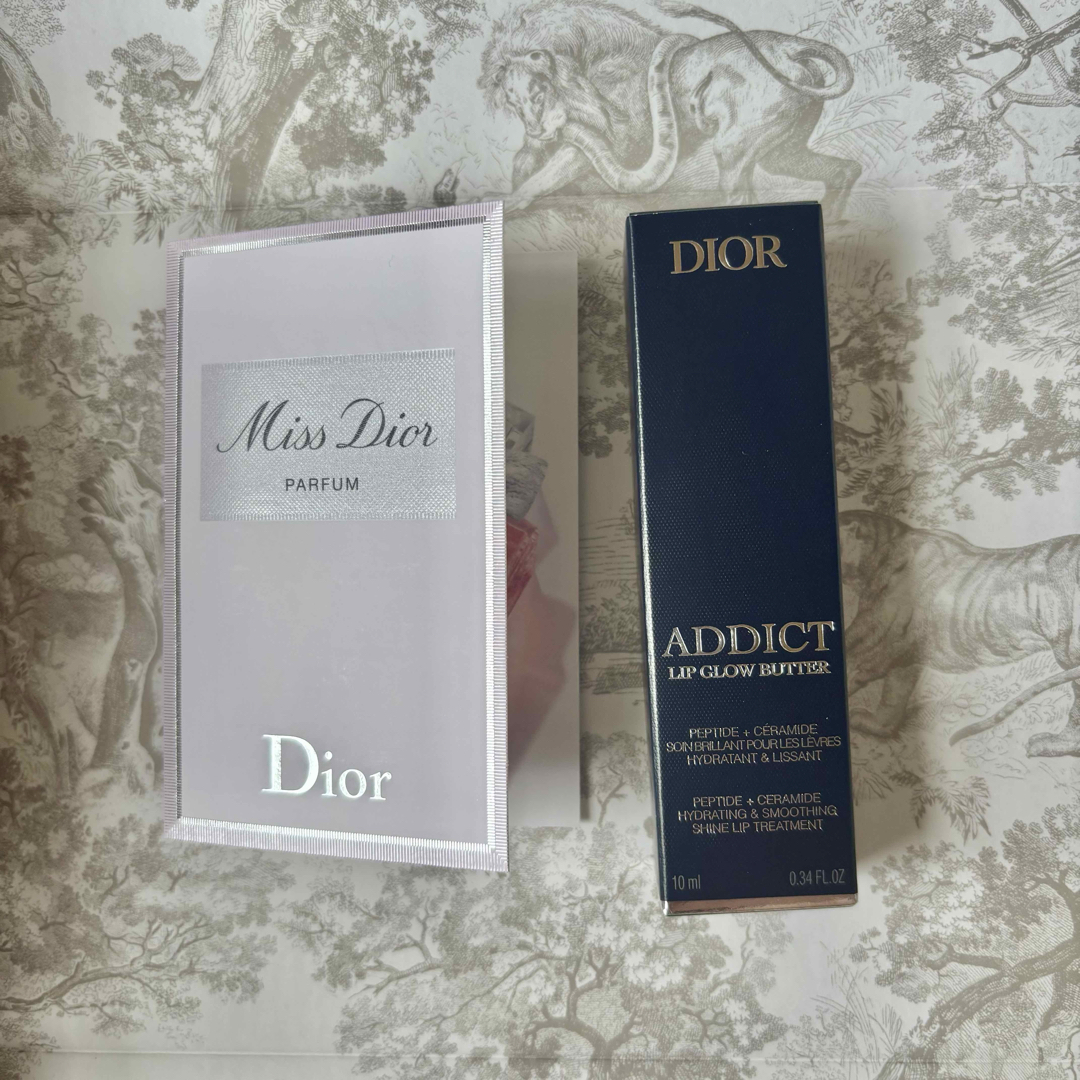 Miss Dior
PARFUM
Dior
DIOR
ADDICT
LIP GLOW BUTTER
PEPTIDE + CÉRAMIDE
SOIN BRILLANT POUR LES LÈVRES
HYDRATANT & LISSANT
PEPTIDE + CERAMIDE
HYDRATING & SMOOTHING
SHINE LIP TREATMENT
10 ml 0.34 FL.OZ